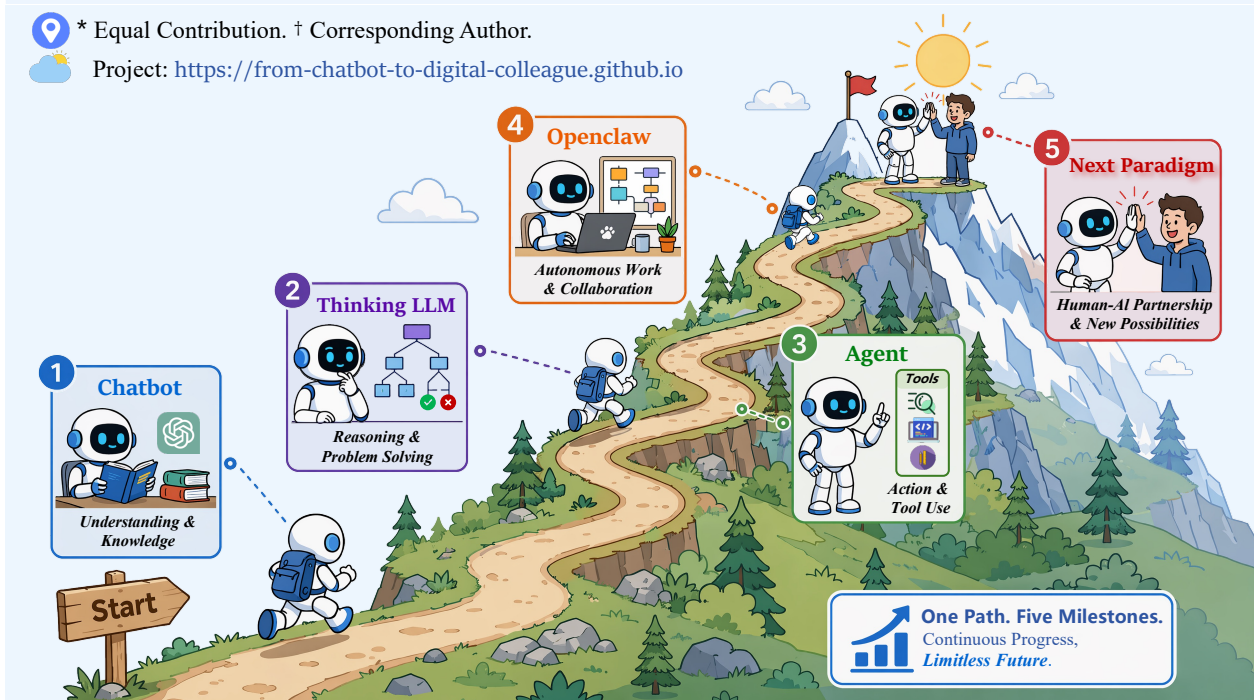 * Equal Contribution. † Corresponding Author.
Project: https://from-chatbot-to-digital-colleague.github.io
1
Chatbot
Understanding &
Knowledge
2
Thinking LLM
Reasoning &
Problem Solving
3
Agent
Tools
</>
Action &
Tool Use
4
Openclaw
Autonomous Work
& Collaboration
5
Next Paradigm
Human-AI Partnership
& New Possibilities
Start
One Path. Five Milestones.
Continuous Progress,
Limitless Future.